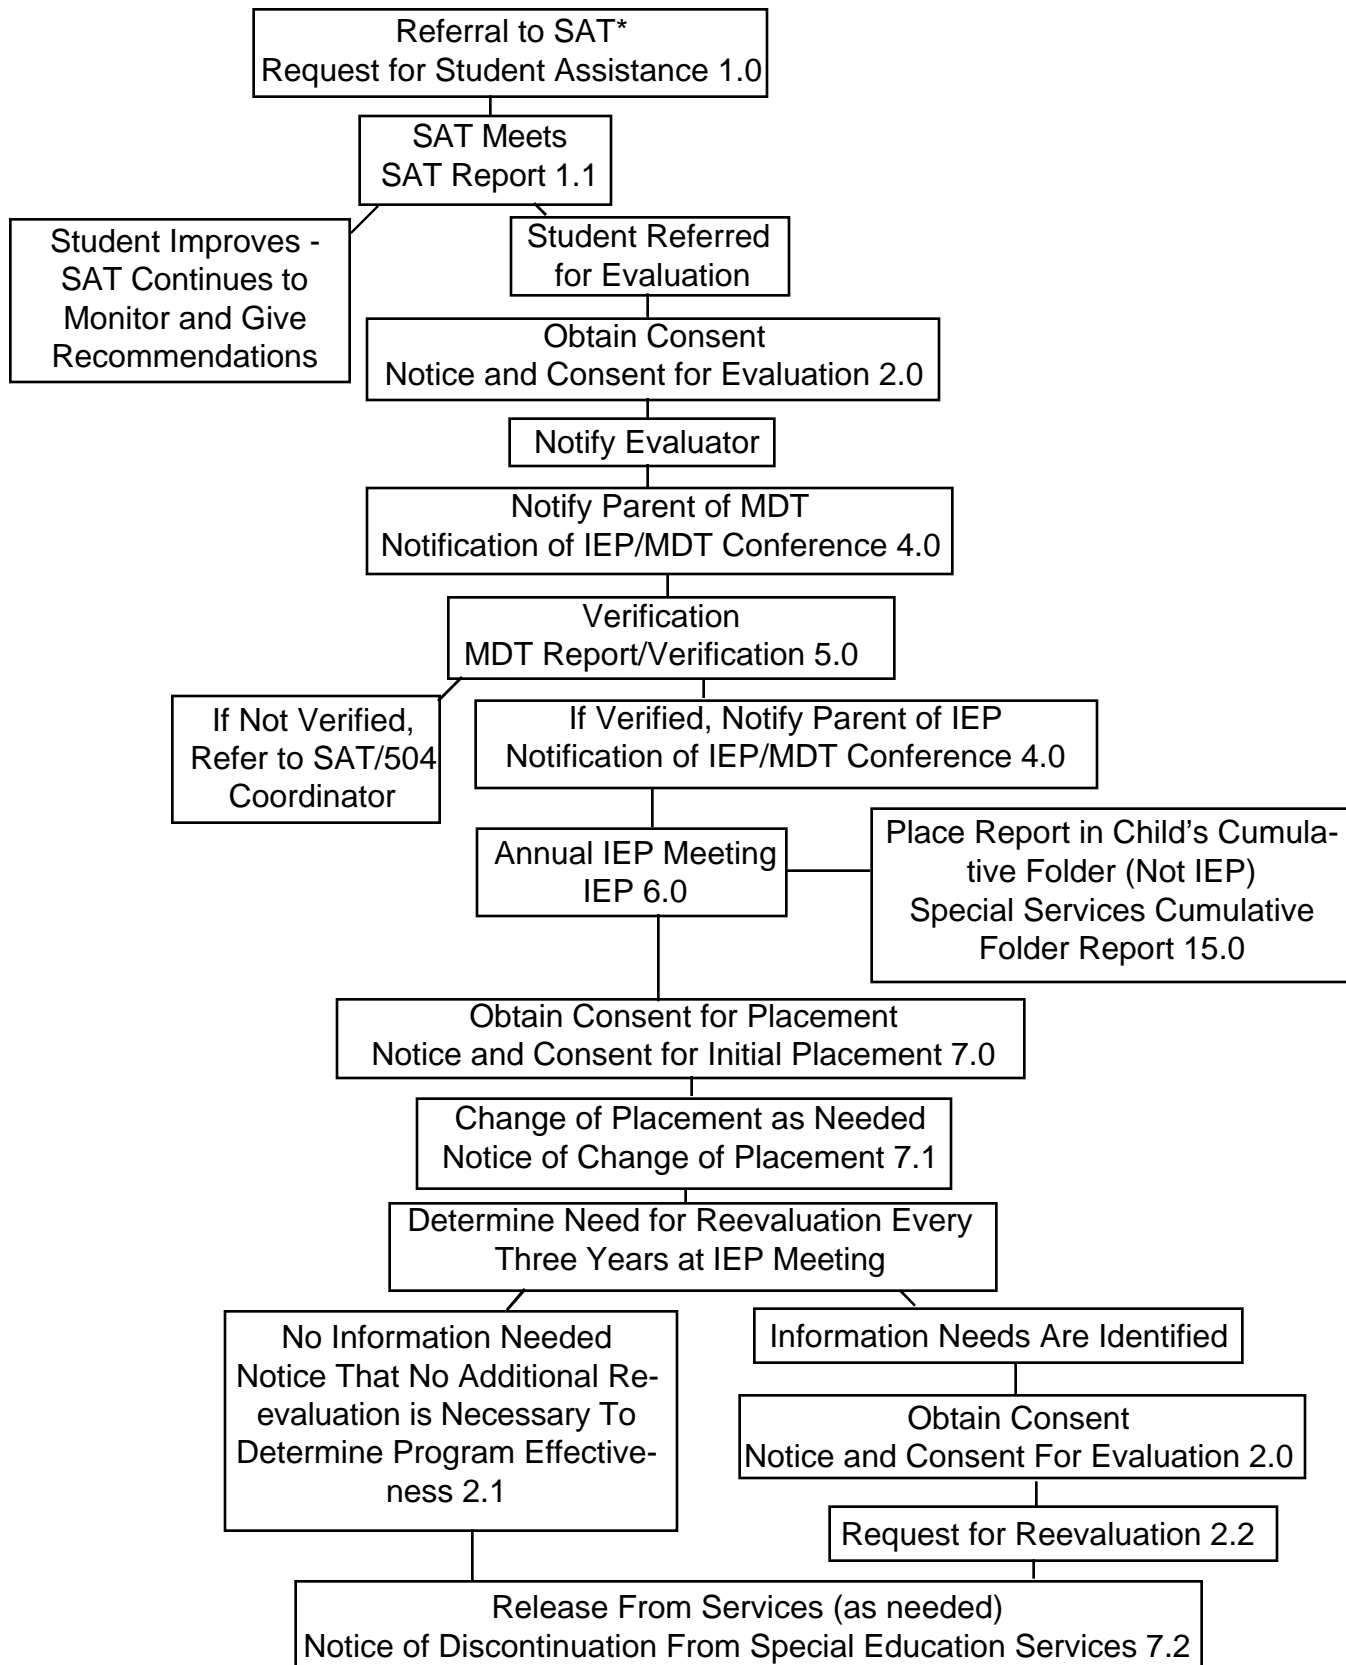 Referral to SAT*
Request for Student Assistance 1.0
SAT Meets
SAT Report 1.1
Student Improves -
SAT Continues to
Monitor and Give
Recommendations
Student Referred
for Evaluation
Obtain Consent
Notice and Consent for Evaluation 2.0
Notify Evaluator
Notify Parent of MDT
Notification of IEP/MDT Conference 4.0
Verification
MDT Report/Verification 5.0
If Not Verified,
Refer to SAT/504
Coordinator
If Verified, Notify Parent of IEP
Notification of IEP/MDT Conference 4.0
Annual IEP Meeting
IEP 6.0
Place Report in Child's Cumula-
tive Folder (Not IEP)
Special Services Cumulative
Folder Report 15.0
Obtain Consent for Placement
Notice and Consent for Initial Placement 7.0
Change of Placement as Needed
Notice of Change of Placement 7.1
Determine Need for Reevaluation Every
Three Years at IEP Meeting
No Information Needed
Notice That No Additional Re-
evaluation is Necessary To
Determine Program Effective-
ness 2.1
Information Needs Are Identified
Obtain Consent
Notice and Consent For Evaluation 2.0
Request for Reevaluation 2.2
Release From Services (as needed)
Notice of Discontinuation From Special Education Services 7.2